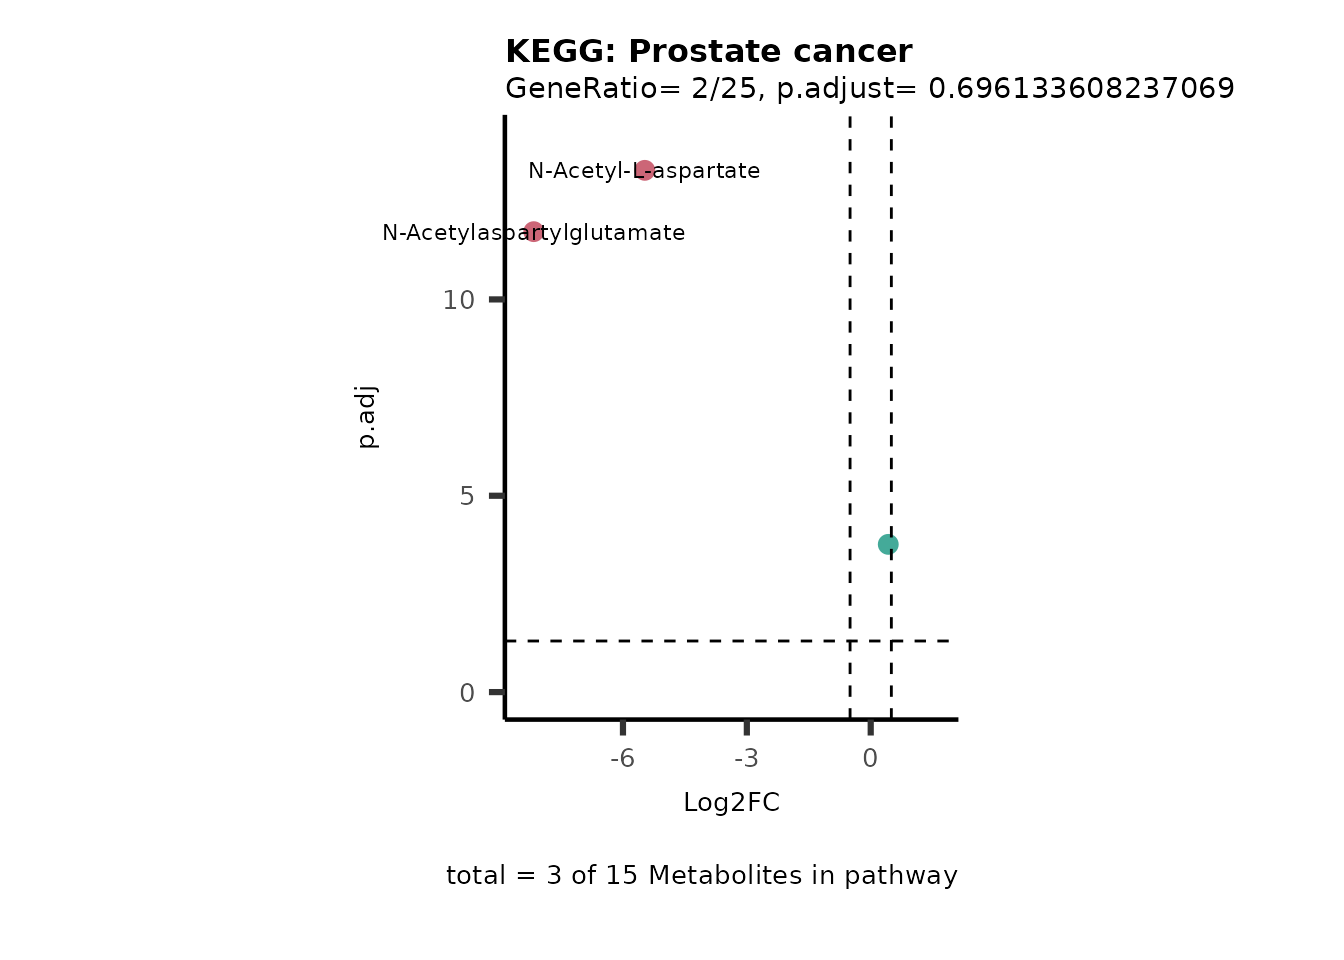 KEGG: Prostate cancer
GeneRatio= 2/25, p.adjust= 0.696133608237069
N-Acetyl-L-aspartate
N-Acetylaspartylglutamate
10
p.adj
5
0
-6 -3 0
Log2FC
total = 3 of 15 Metabolites in pathway